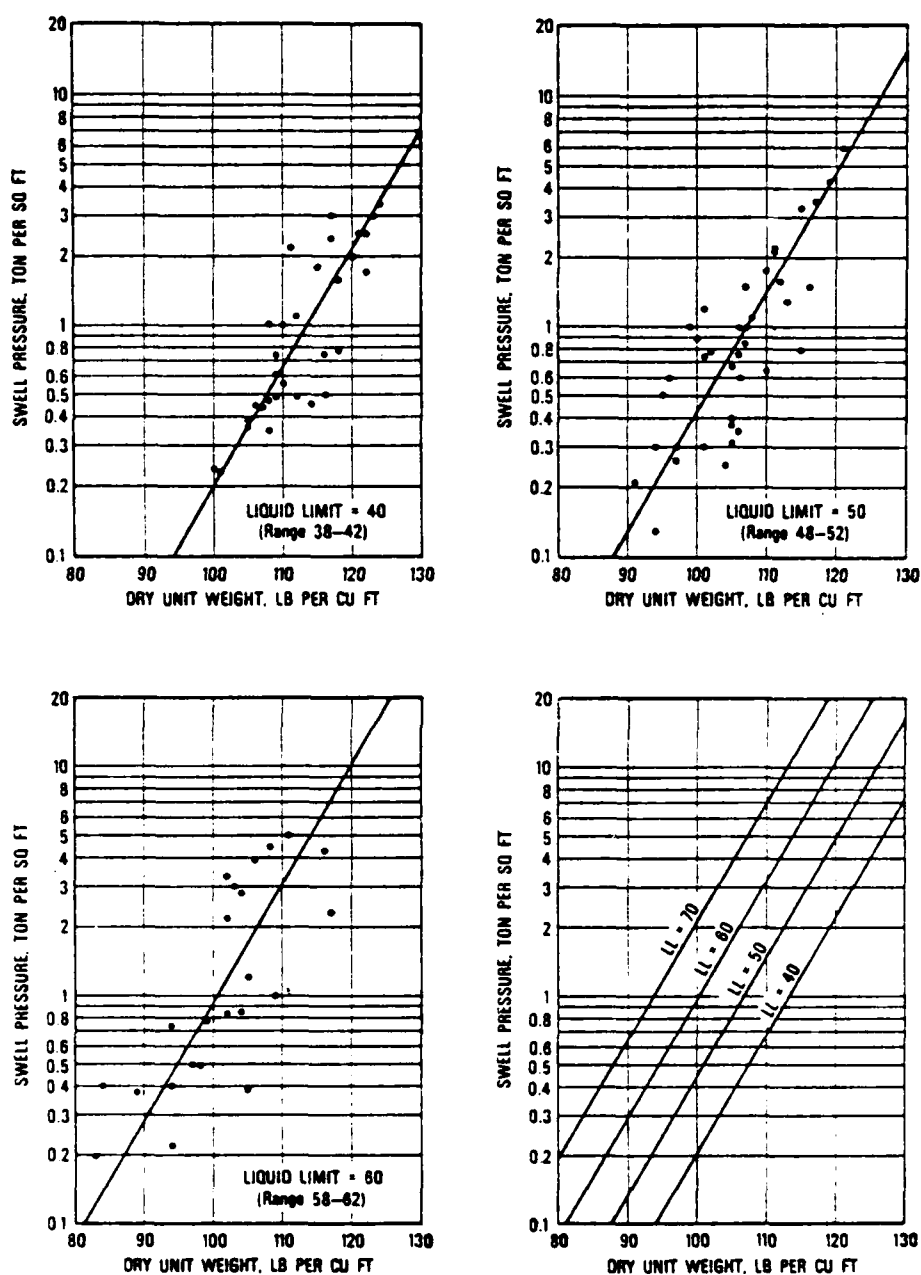 20
10
8
6
5
4
3
2
1
0.8
0.6
0.5
0.4
0.3
0.2
0.1
SWELL PRESSURE, TON PER SQ FT
LIQUID LIMIT = 40
(Range 38–42)
80 90 100 110 120 130
DRY UNIT WEIGHT, LB PER CU FT
20
10
8
6
5
4
3
2
1
0.8
0.6
0.5
0.4
0.3
0.2
0.1
SWELL PRESSURE, TON PER SQ FT
LIQUID LIMIT = 50
(Range 48–52)
80 90 100 110 120 130
DRY UNIT WEIGHT, LB PER CU FT
20
10
8
6
5
4
3
2
1
0.8
0.6
0.5
0.4
0.3
0.2
0.1
SWELL PRESSURE, TON PER SQ FT
LIQUID LIMIT = 60
(Range 58–62)
80 90 100 110 120 130
DRY UNIT WEIGHT, LB PER CU FT
20
10
8
6
5
4
3
2
1
0.8
0.6
0.5
0.4
0.3
0.2
0.1
SWELL PRESSURE, TON PER SQ FT
LL = 70
LL = 60
LL = 50
LL = 40
80 90 100 110 120 130
DRY UNIT WEIGHT, LB PER CU FT